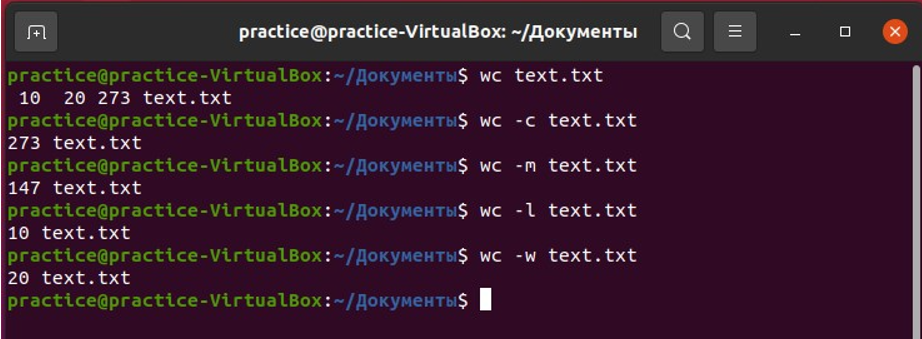 practice@practice-VirtualBox: ~/Документы
practice@practice-VirtualBox:~/Документы$ wc text.txt
 10  20 273 text.txt
practice@practice-VirtualBox:~/Документы$ wc -c text.txt
273 text.txt
practice@practice-VirtualBox:~/Документы$ wc -m text.txt
147 text.txt
practice@practice-VirtualBox:~/Документы$ wc -l text.txt
10 text.txt
practice@practice-VirtualBox:~/Документы$ wc -w text.txt
20 text.txt
practice@practice-VirtualBox:~/Документы$